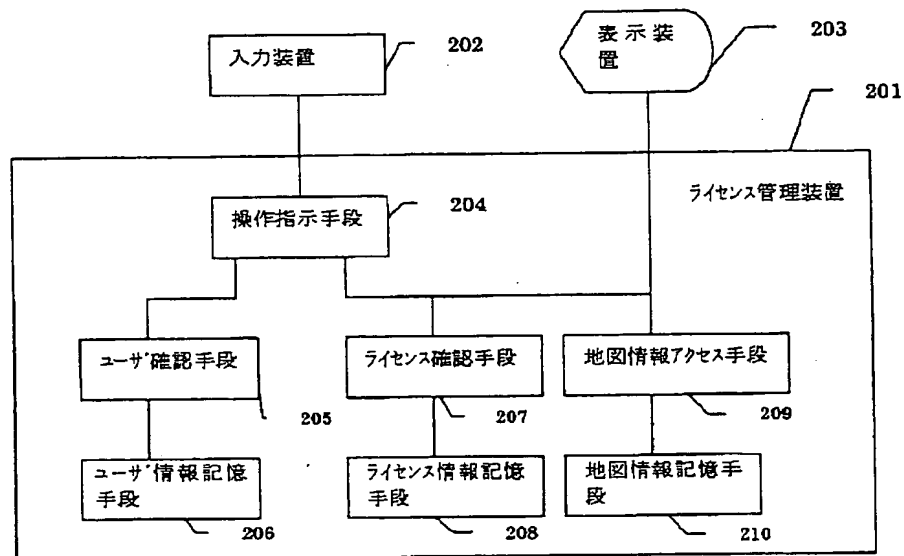 入力装置
202
表示装
置
203
201
ライセンス管理装置
操作指示手段
204
ユーザ確認手段
205
ライセンス確認手段
207
地図情報アクセス手段
209
ユーザ情報記憶
手段
206
ライセンス情報記憶
手段
208
地図情報記憶手
段
210